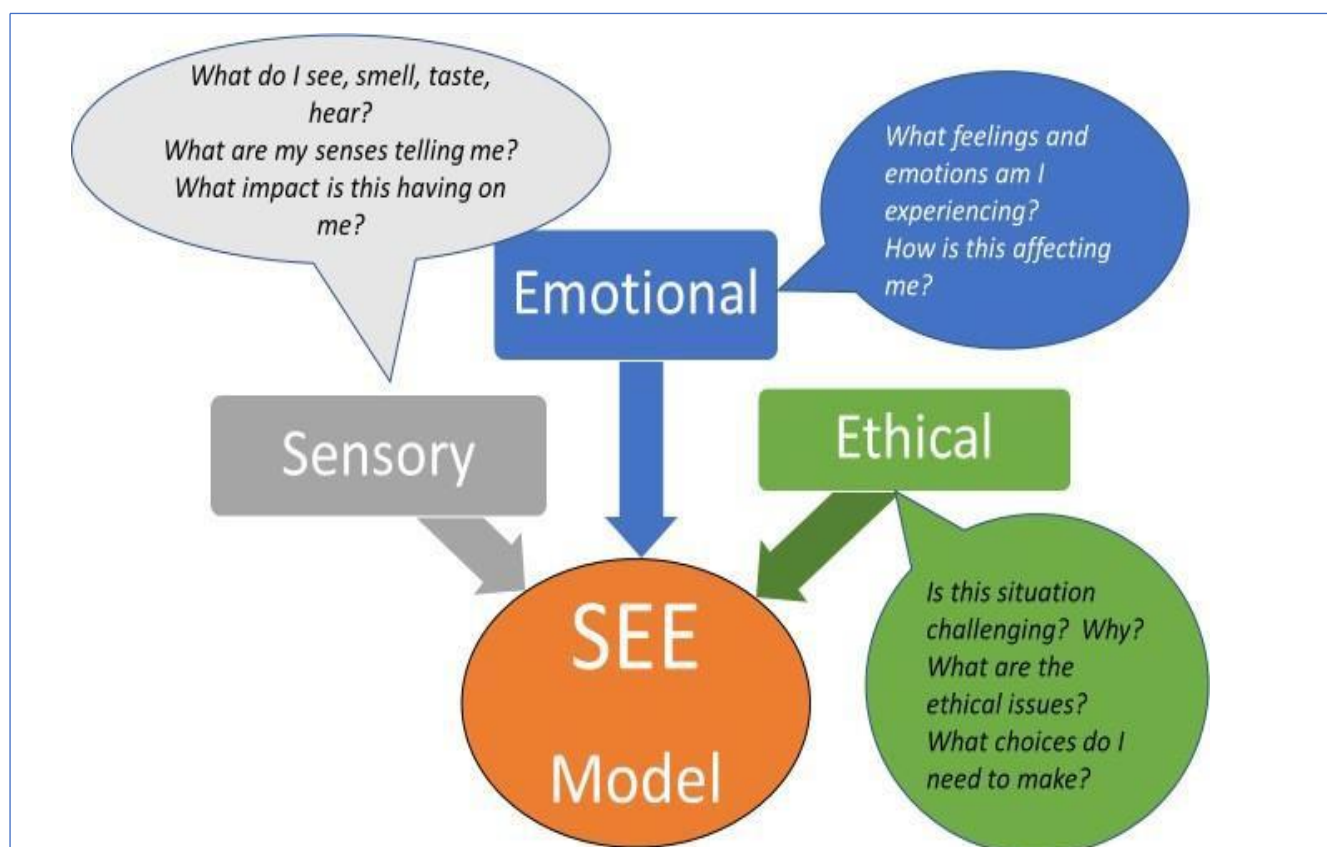 What do I see, smell, taste,
hear?
What are my senses telling me?
What impact is this having on
me?
What feelings and
emotions am I
experiencing?
How is this affecting
me?
Emotional
Sensory
Ethical
SEE
Model
Is this situation
challenging?  Why?
What are the
ethical issues?
What choices do I
need to make?